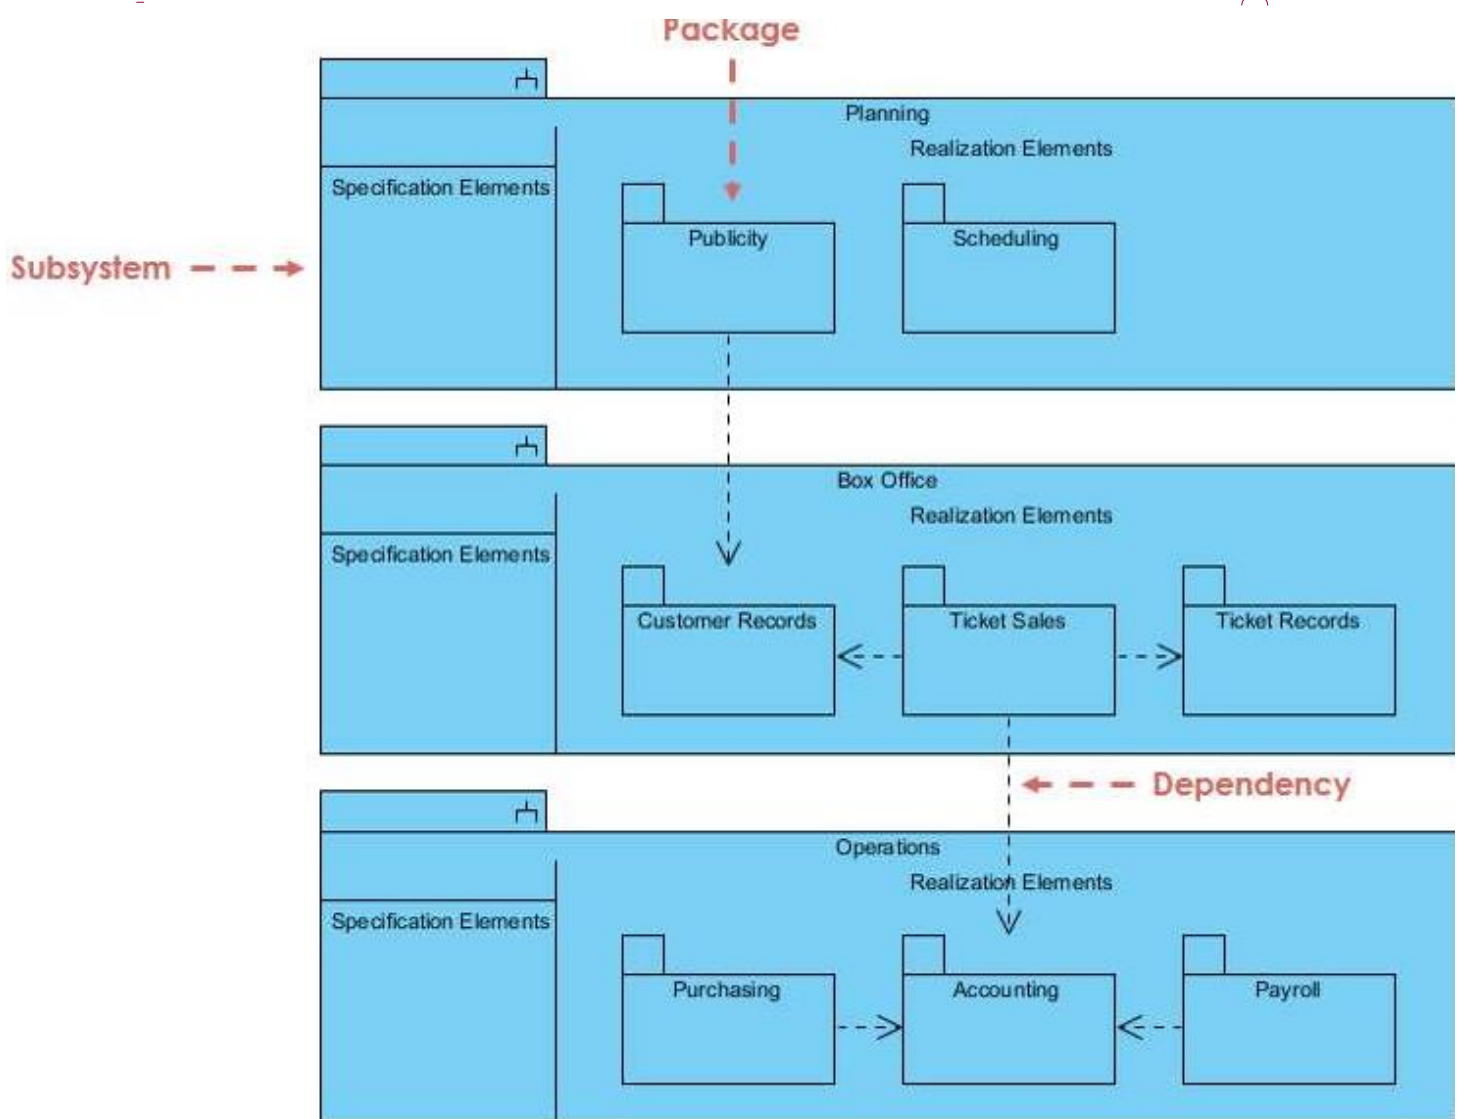 Package
Planning
Realization Elements
Specification Elements
Publicity
Scheduling
Subsystem
Box Office
Realization Elements
Specification Elements
Customer Records
Ticket Sales
Ticket Records
Dependency
Operations
Realization Elements
Specification Elements
Purchasing
Accounting
Payroll